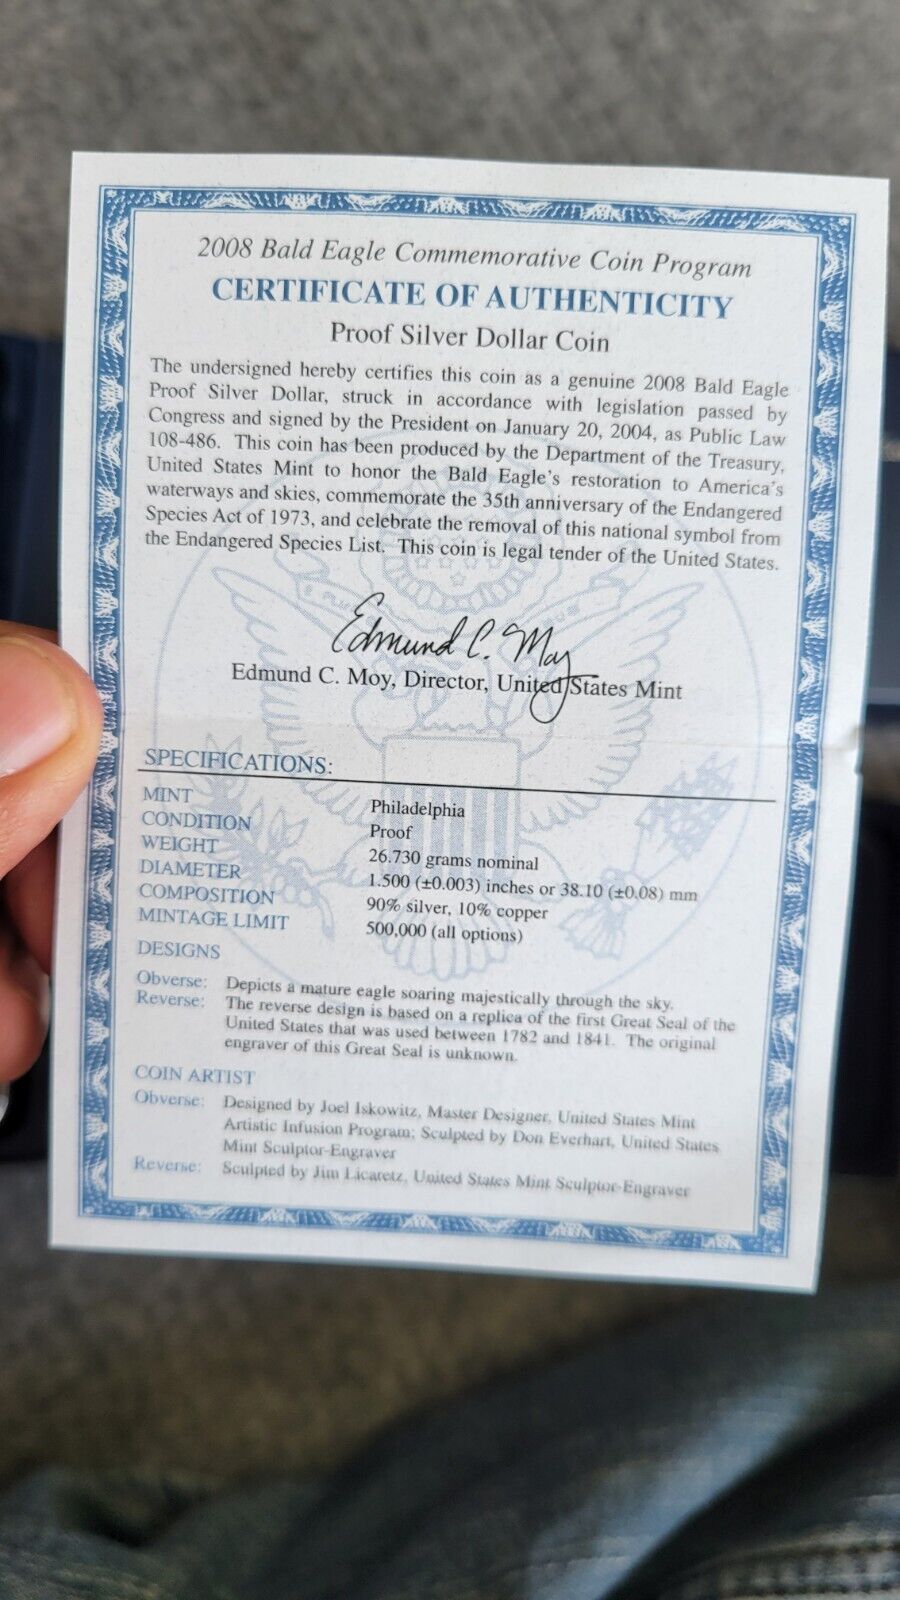 2008 Bald Eagle Commemorative Coin Program
CERTIFICATE OF AUTHENTICITY
Proof Silver Dollar Coin
The undersigned hereby certifies this coin as a genuine 2008 Bald Eagle
Proof Silver Dollar, struck in accordance with legislation passed by
Congress and signed by the President on January 20, 2004, as Public Law
108-486. This coin has been produced by the Department of the Treasury,
United States Mint to honor the Bald Eagle's restoration to America's
waterways and skies, commemorate the 35th anniversary of the Endangered
Species Act of 1973, and celebrate the removal of this national symbol from
the Endangered Species List. This coin is legal tender of the United States.
Edmund C. Moy
Edmund C. Moy, Director, United States Mint
SPECIFICATIONS:
MINT Philadelphia
CONDITION Proof
WEIGHT 26.730 grams nominal
DIAMETER 1.500 (±0.003) inches or 38.10 (±0.08) mm
COMPOSITION 90% silver, 10% copper
MINTAGE LIMIT 500,000 (all options)
DESIGNS
Obverse: Depicts a mature eagle soaring majestically through the sky.
Reverse: The reverse design is based on a replica of the first Great Seal of the
United States that was used between 1782 and 1841. The original
engraver of this Great Seal is unknown.
COIN ARTIST
Obverse: Designed by Joel Iskowitz, Master Designer, United States Mint
Artistic Infusion Program; Sculpted by Don Everhart, United States
Mint Sculptor-Engraver
Reverse: Sculpted by Jim Licaretz, United States Mint Sculptor-Engraver